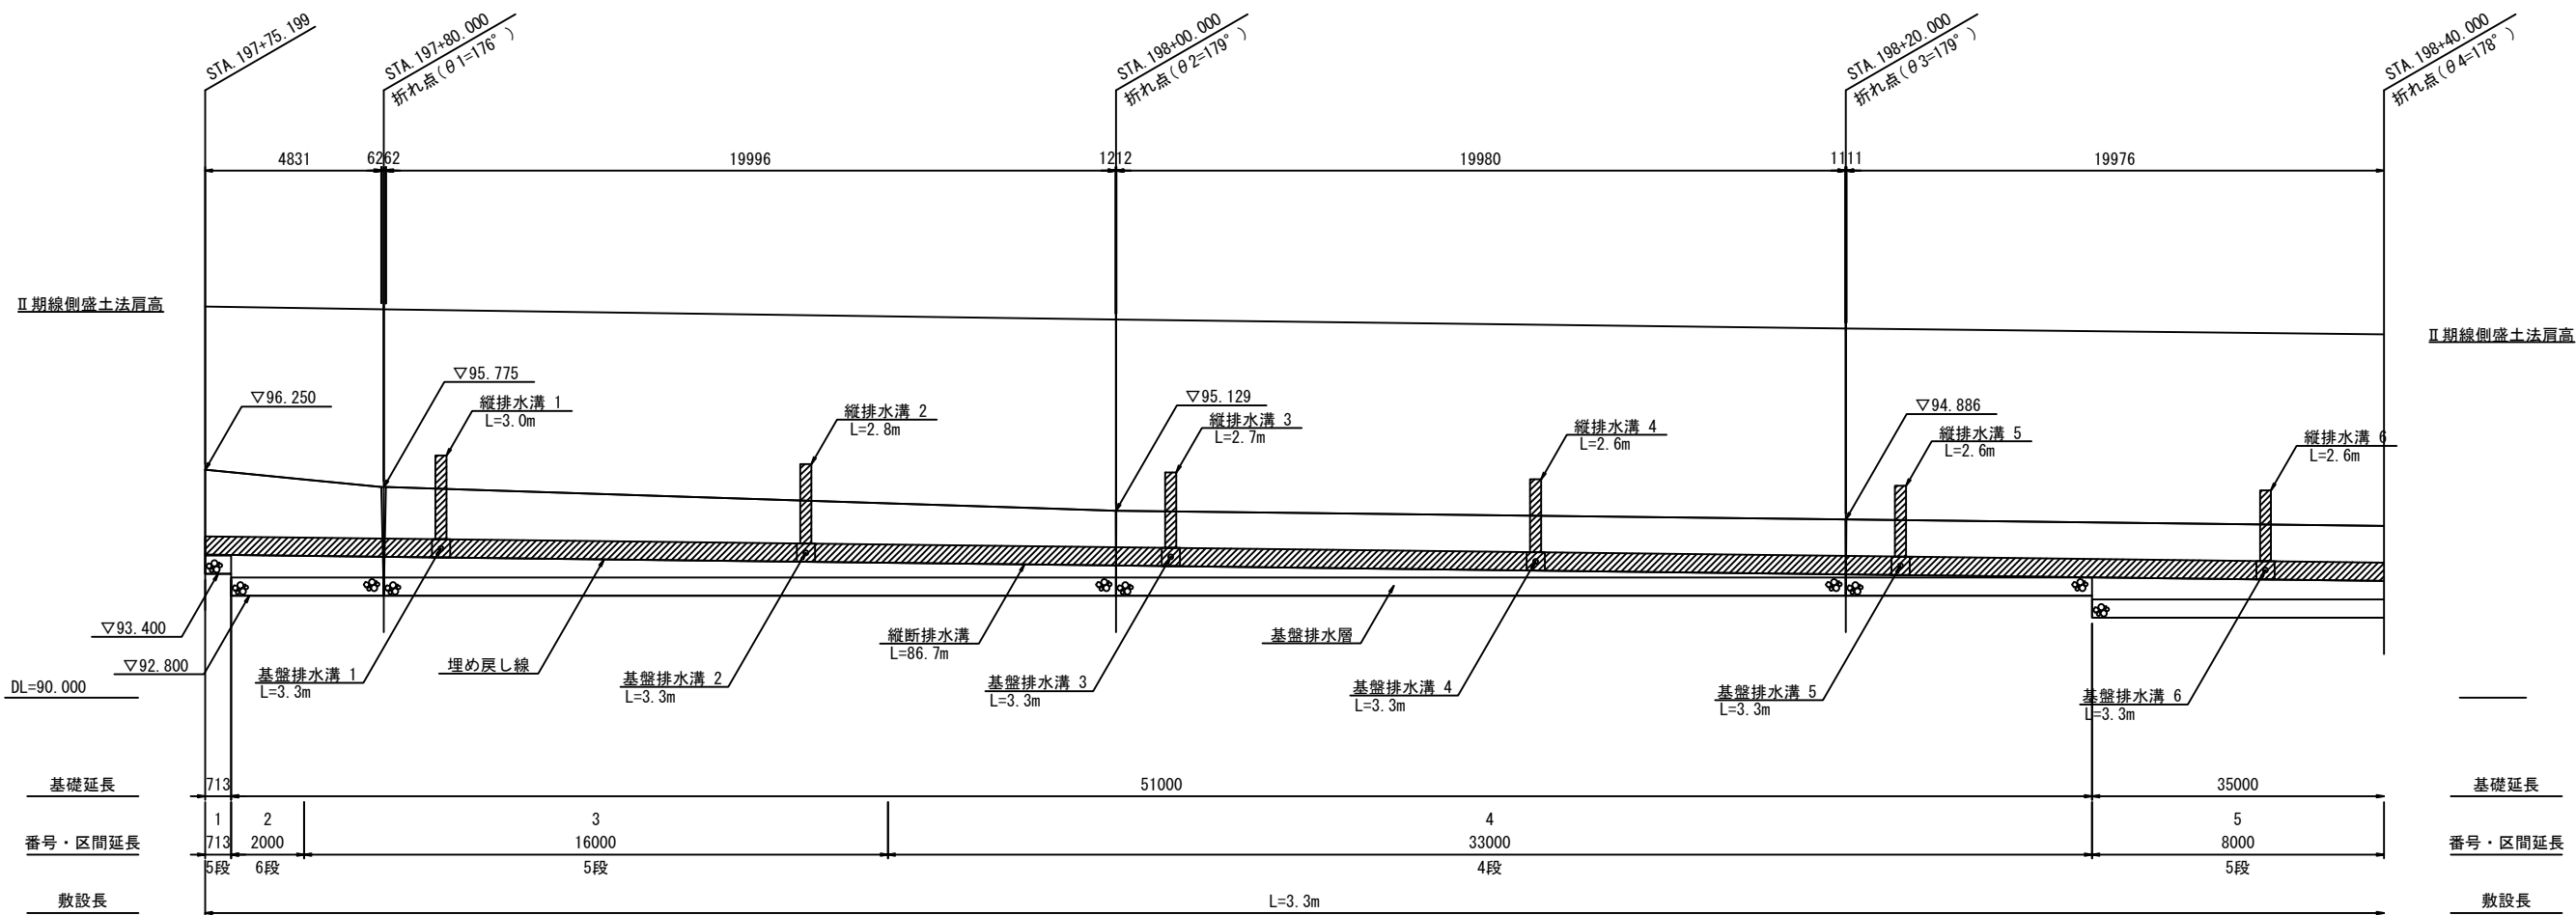 STA.197+75.199
STA.197+80.000
折れ点(θ1=176°)
STA.198+00.000
折れ点(θ2=179°)
STA.198+20.000
折れ点(θ3=179°)
STA.198+40.000
折れ点(θ4=178°)
4831
6262
19996
1212
19980
1111
19976
Ⅱ期線側盛土法肩高
Ⅱ期線側盛土法肩高
▽96.250
▽95.775
縦排水溝 1
L=3.0m
縦排水溝 2
L=2.8m
▽95.129
縦排水溝 3
L=2.7m
縦排水溝 4
L=2.6m
▽94.886
縦排水溝 5
L=2.6m
縦排水溝 6
L=2.6m
▽93.400
▽92.800
DL=90.000
基盤排水溝 1
L=3.3m
埋め戻し線
基盤排水溝 2
L=3.3m
縦断排水溝
L=86.7m
基盤排水溝 3
L=3.3m
基盤排水層
基盤排水溝 4
L=3.3m
基盤排水溝 5
L=3.3m
基盤排水溝 6
L=3.3m
基礎延長
713
51000
35000
基礎延長
1
2
3
4
5
番号・区間延長
713
2000
16000
33000
8000
番号・区間延長
5段
6段
5段
4段
5段
敷設長
L=3.3m
敷設長